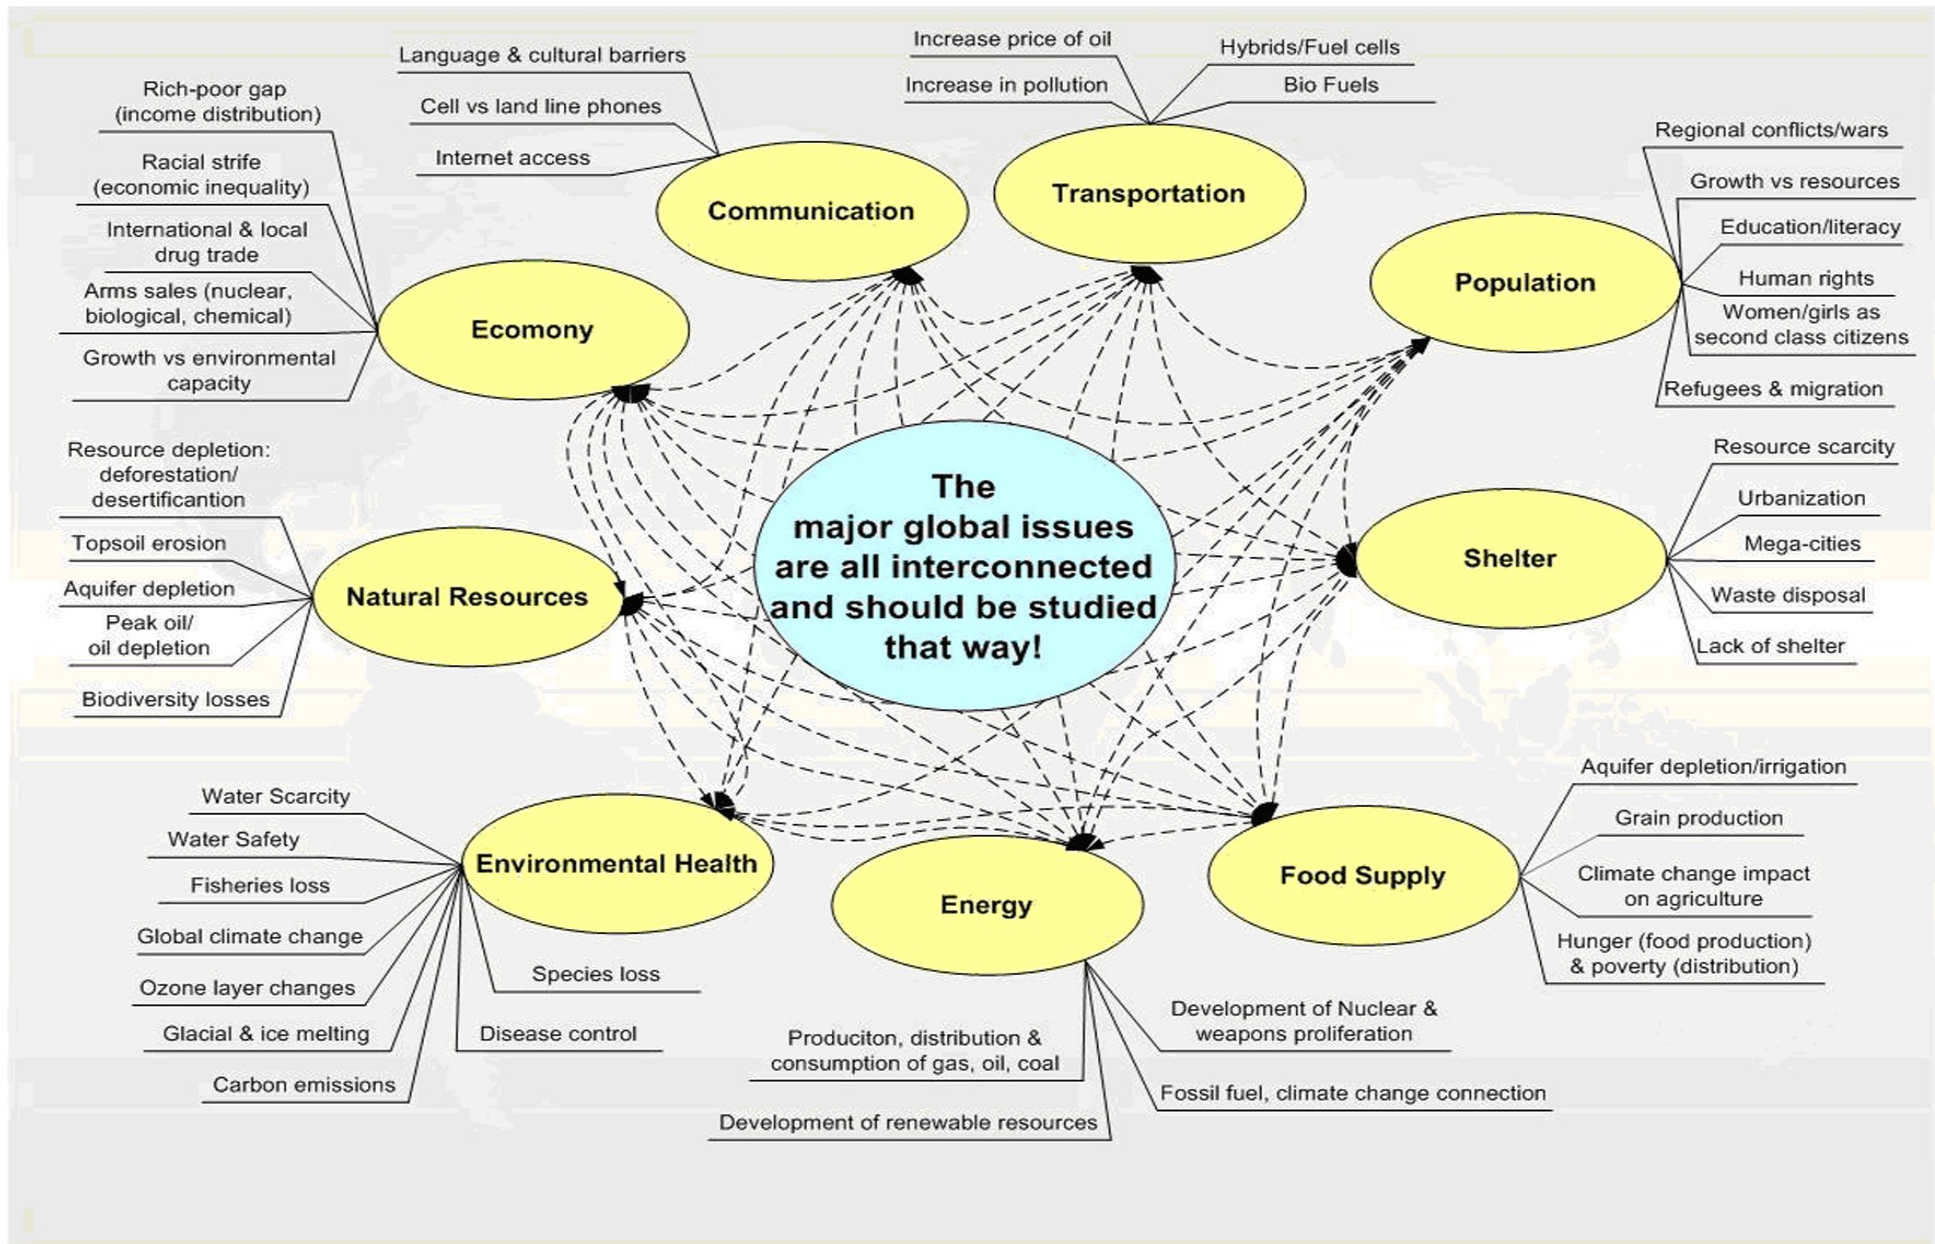 Language & cultural barriers
Cell vs land line phones
Internet access
Communication
Increase price of oil
Increase in pollution
Hybrids/Fuel cells
Bio Fuels
Transportation
Rich-poor gap
(income distribution)
Racial strife
(economic inequality)
International & local
drug trade
Arms sales (nuclear,
biological, chemical)
Growth vs environmental
capacity
Ecomony
Regional conflicts/wars
Growth vs resources
Education/literacy
Human rights
Women/girls as
second class citizens
Refugees & migration
Population
The
major global issues
are all interconnected
and should be studied
that way!
Resource depletion:
deforestation/
desertificantion
Topsoil erosion
Aquifer depletion
Peak oil/
oil depletion
Biodiversity losses
Natural Resources
Resource scarcity
Urbanization
Mega-cities
Waste disposal
Lack of shelter
Shelter
Water Scarcity
Water Safety
Fisheries loss
Global climate change
Ozone layer changes
Glacial & ice melting
Carbon emissions
Species loss
Disease control
Environmental Health
Energy
Produciton, distribution &
consumption of gas, oil, coal
Development of renewable resources
Development of Nuclear &
weapons proliferation
Fossil fuel, climate change connection
Food Supply
Aquifer depletion/irrigation
Grain production
Climate change impact
on agriculture
Hunger (food production)
& poverty (distribution)